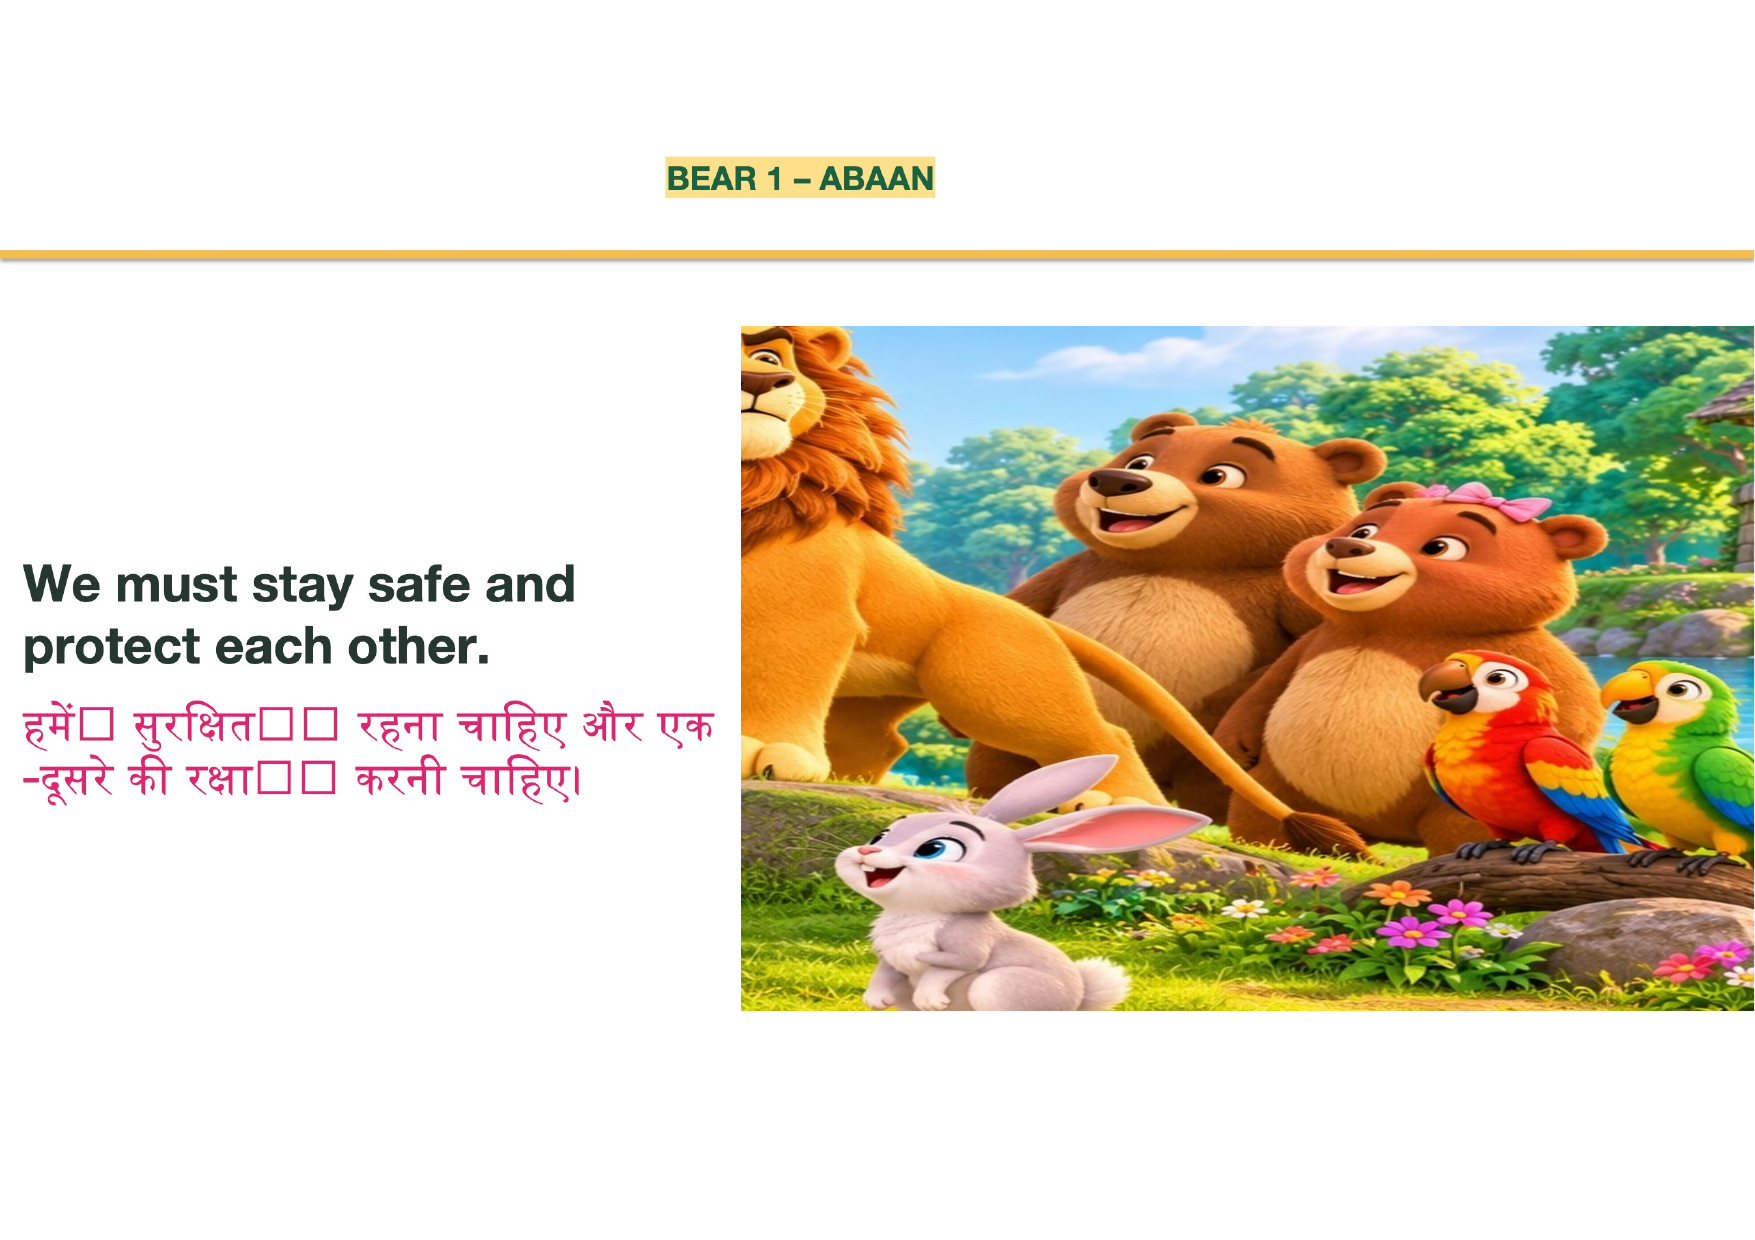 BEAR 1 – ABAAN
We must stay safe and
protect each other.
हमें□ सुरक्षित□□ रहना चाहिए और एक
-दूसरे की रक्षा□□ करनी चाहिए।